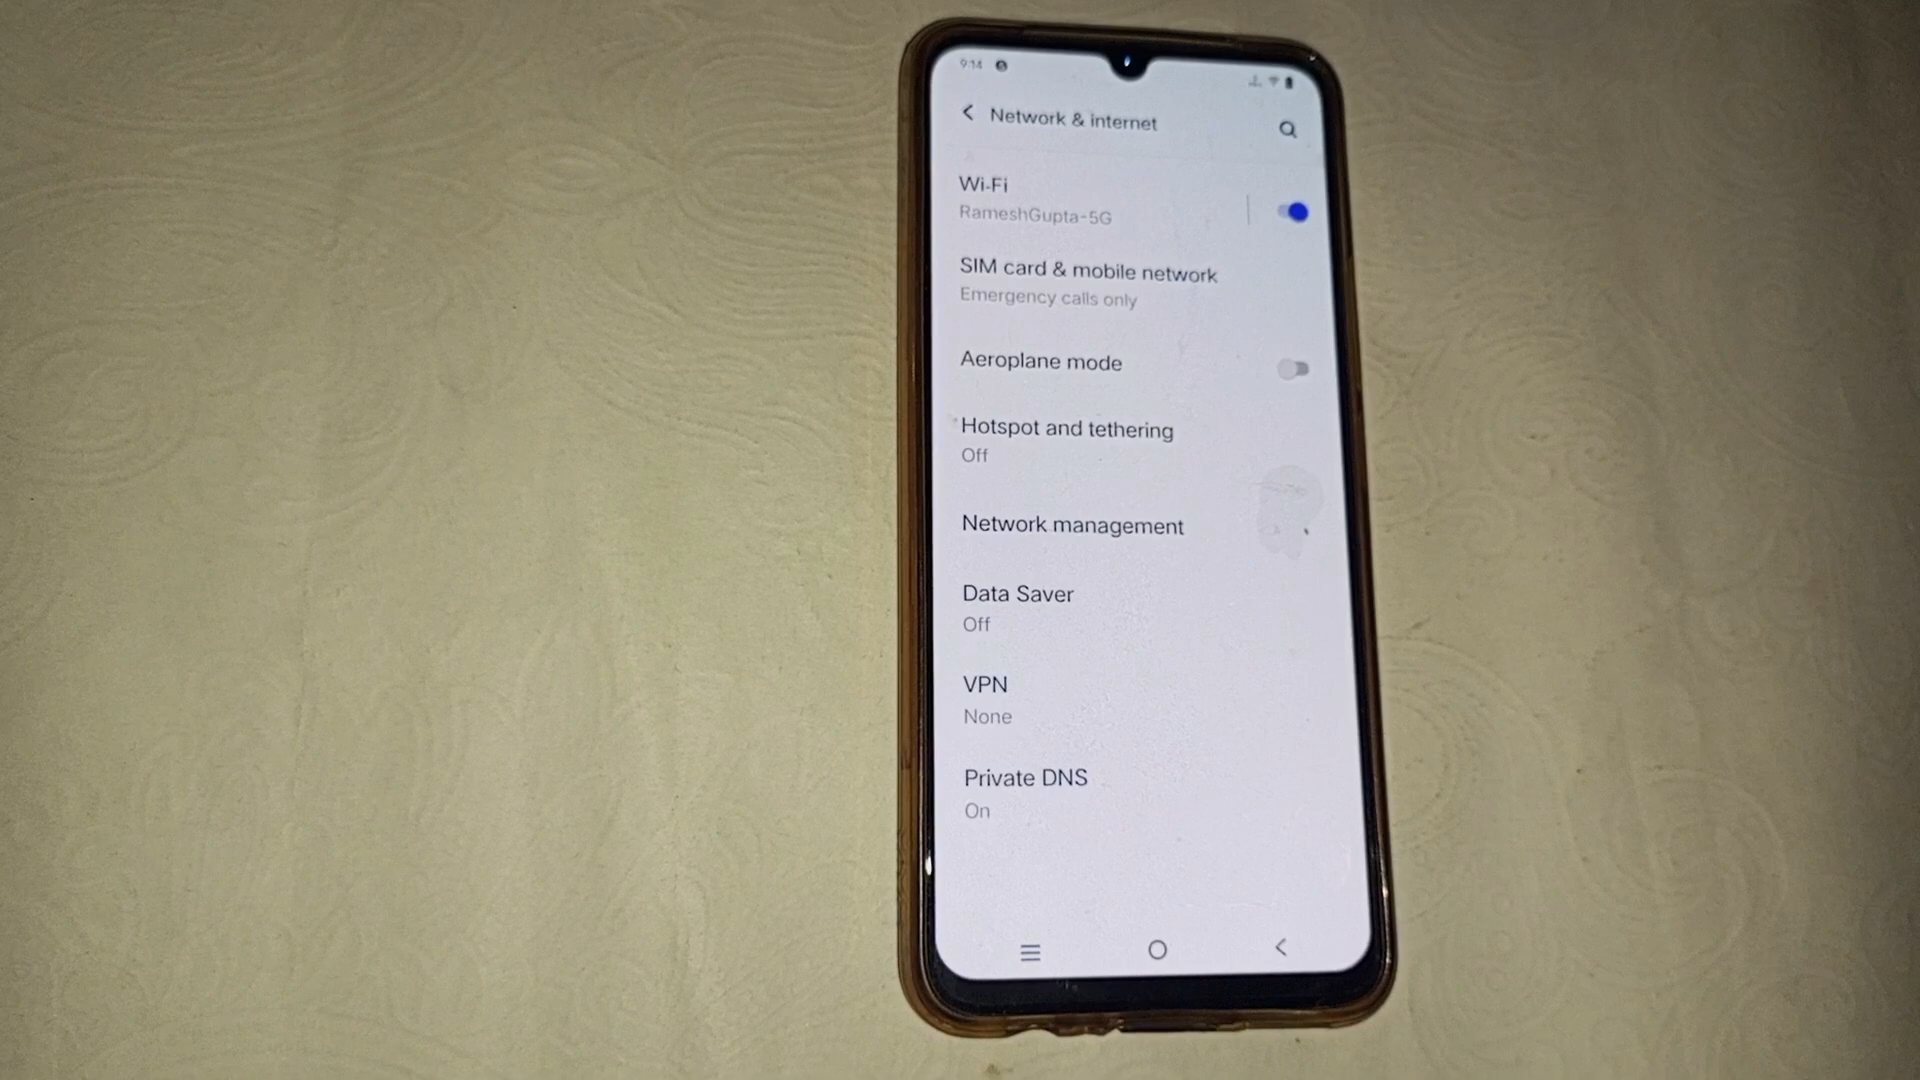 9:14
Network & internet
Wi-Fi
RameshGupta-5G
SIM card & mobile network
Emergency calls only
Aeroplane mode
Hotspot and tethering
Off
Network management
Data Saver
Off
VPN
None
Private DNS
On